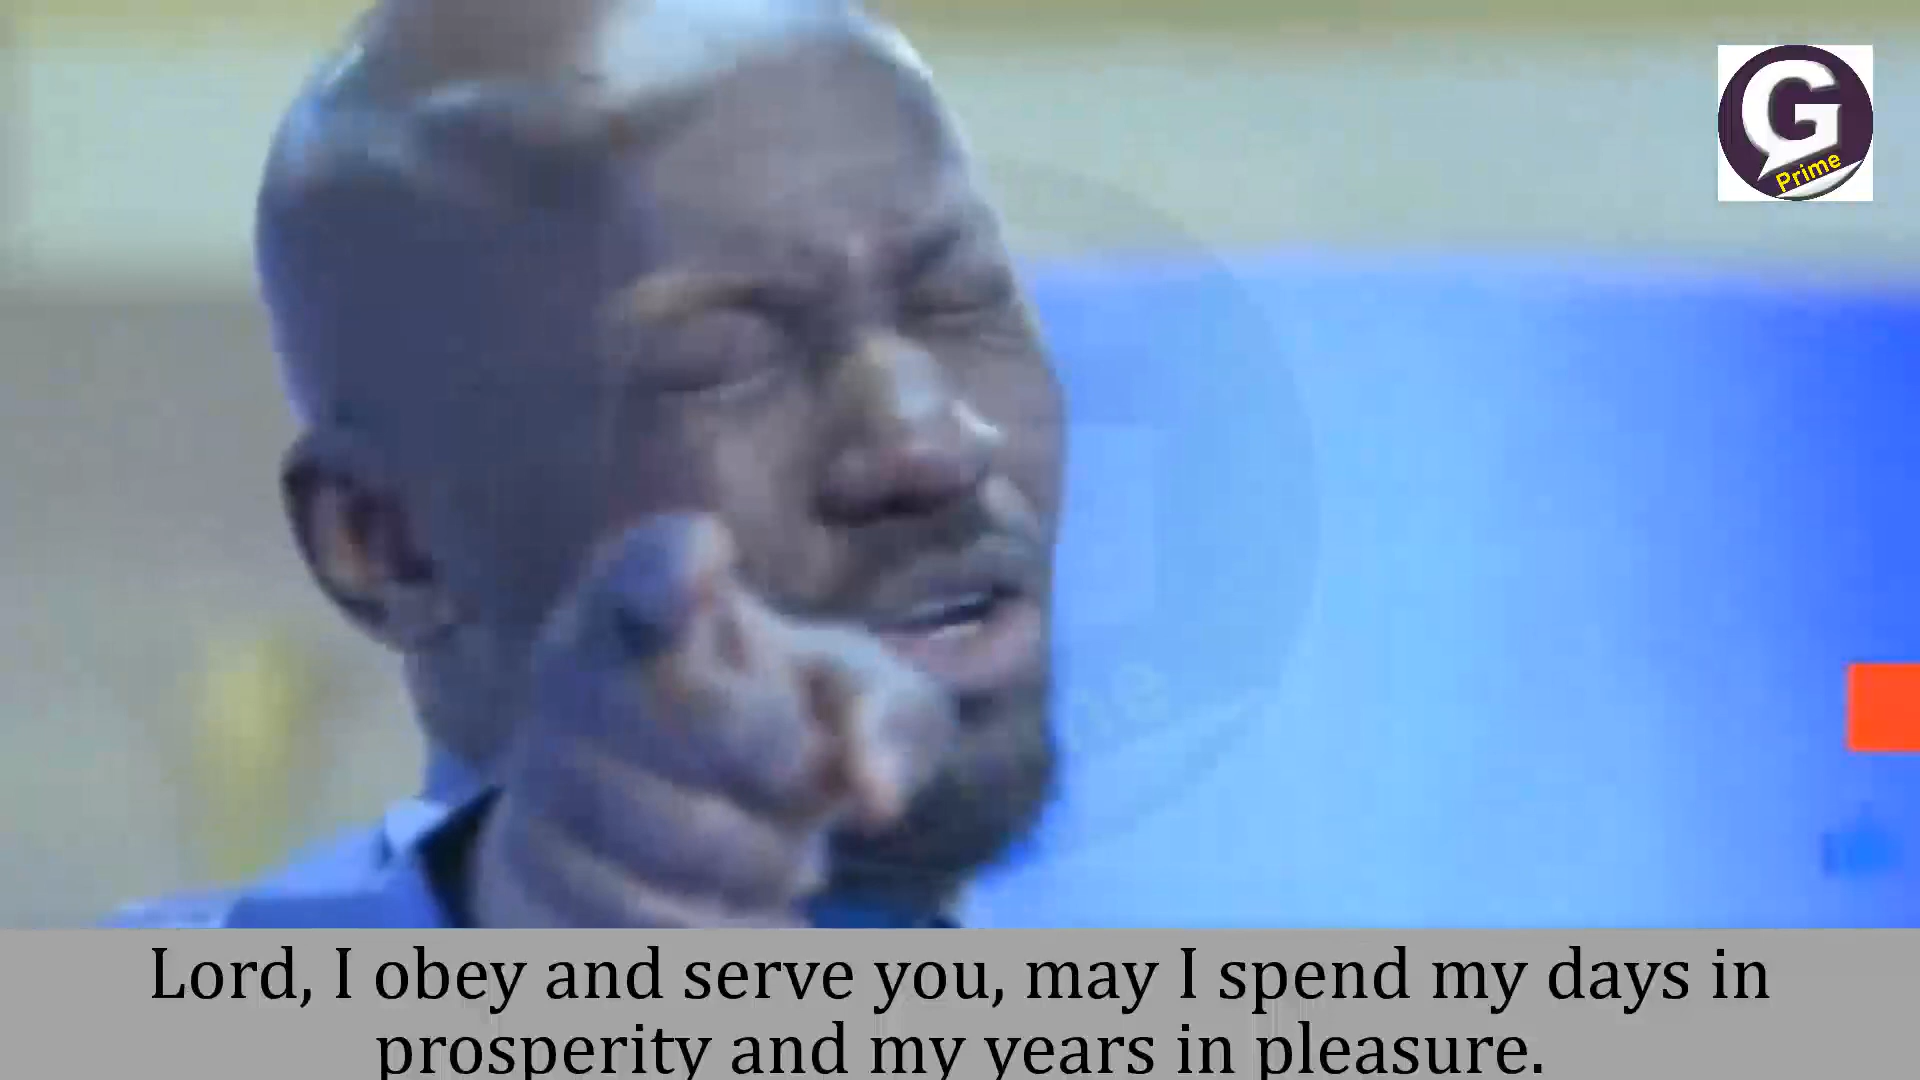 G
Prime
Lord, I obey and serve you, may I spend my days in
prosperity and my years in pleasure.